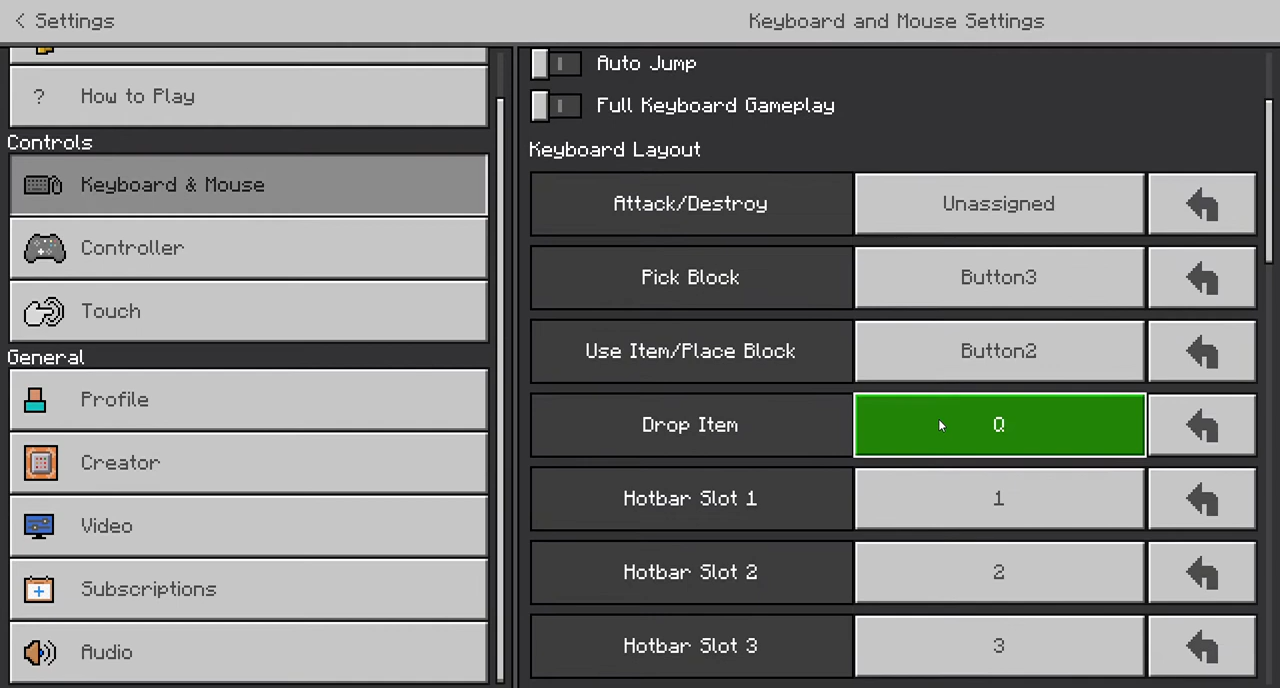 Settings
Keyboard and Mouse Settings
? How to Play
Controls
Keyboard & Mouse
Controller
Touch
General
Profile
Creator
Video
Subscriptions
Audio
Auto Jump
Full Keyboard Gameplay
Keyboard Layout
Attack/Destroy Unassigned
Pick Block Button3
Use Item/Place Block Button2
Drop Item Q
Hotbar Slot 1 1
Hotbar Slot 2 2
Hotbar Slot 3 3